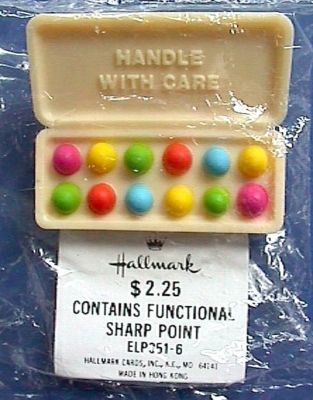 HANDLE
WITH CARE
Hallmark
$2.25
CONTAINS FUNCTIONAL
SHARP POINT
ELP351-6
HALLMARK CARDS, INC., K.C., MO 64141
MADE IN HONG KONG